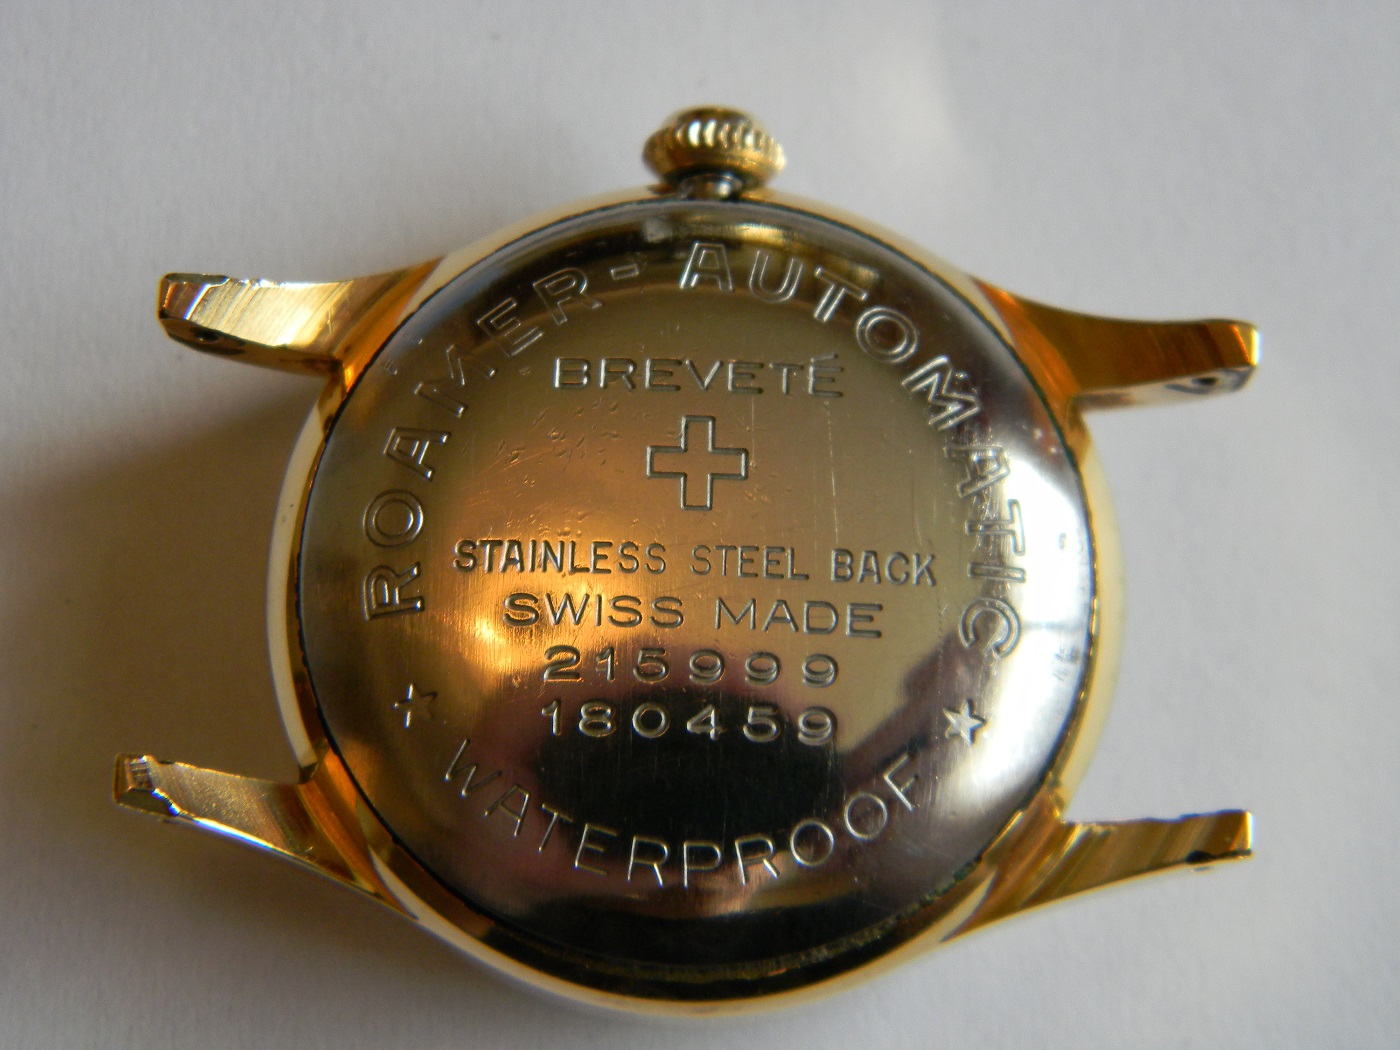 ROAMER-AUTOMATIC
BREVETÉ
STAINLESS STEEL BACK
SWISS MADE
215999
180459
WATERPROOF